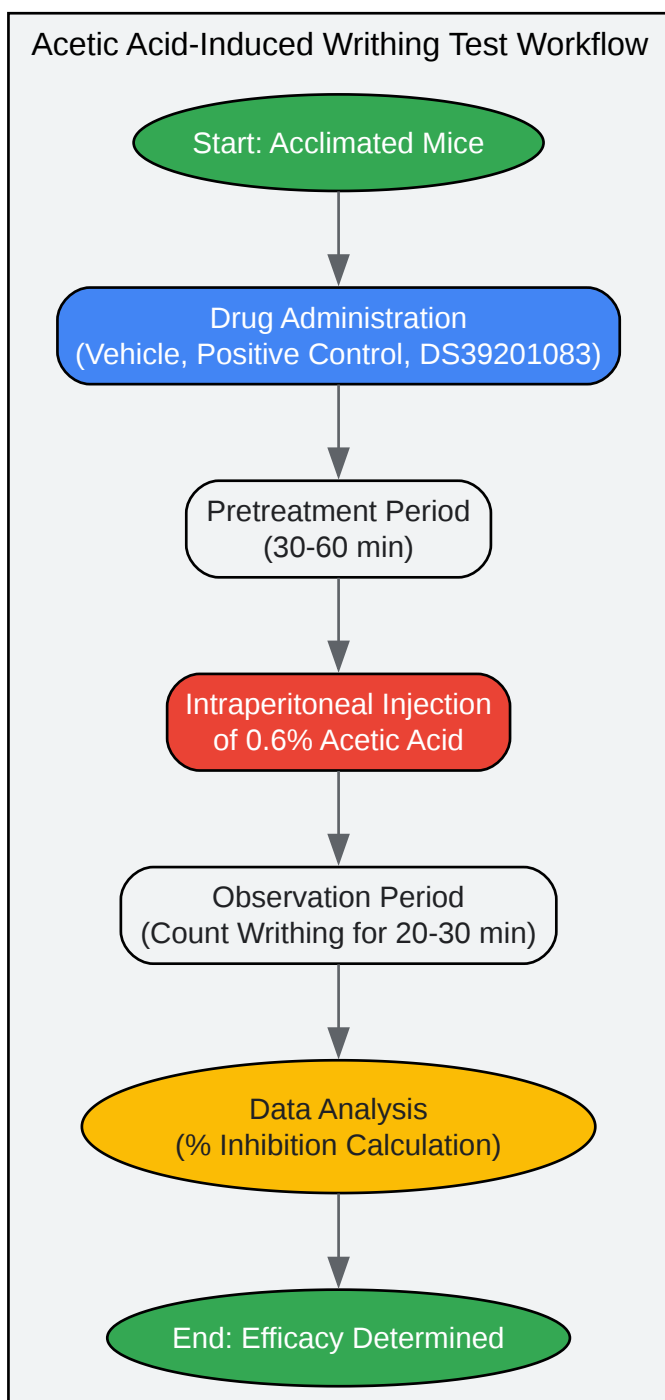 Acetic Acid-Induced Writhing Test Workflow
Start: Acclimated Mice
Drug Administration
(Vehicle, Positive Control, DS39201083)
Pretreatment Period
(30-60 min)
Intraperitoneal Injection
of 0.6% Acetic Acid
Observation Period
(Count Writhing for 20-30 min)
Data Analysis
(% Inhibition Calculation)
End: Efficacy Determined